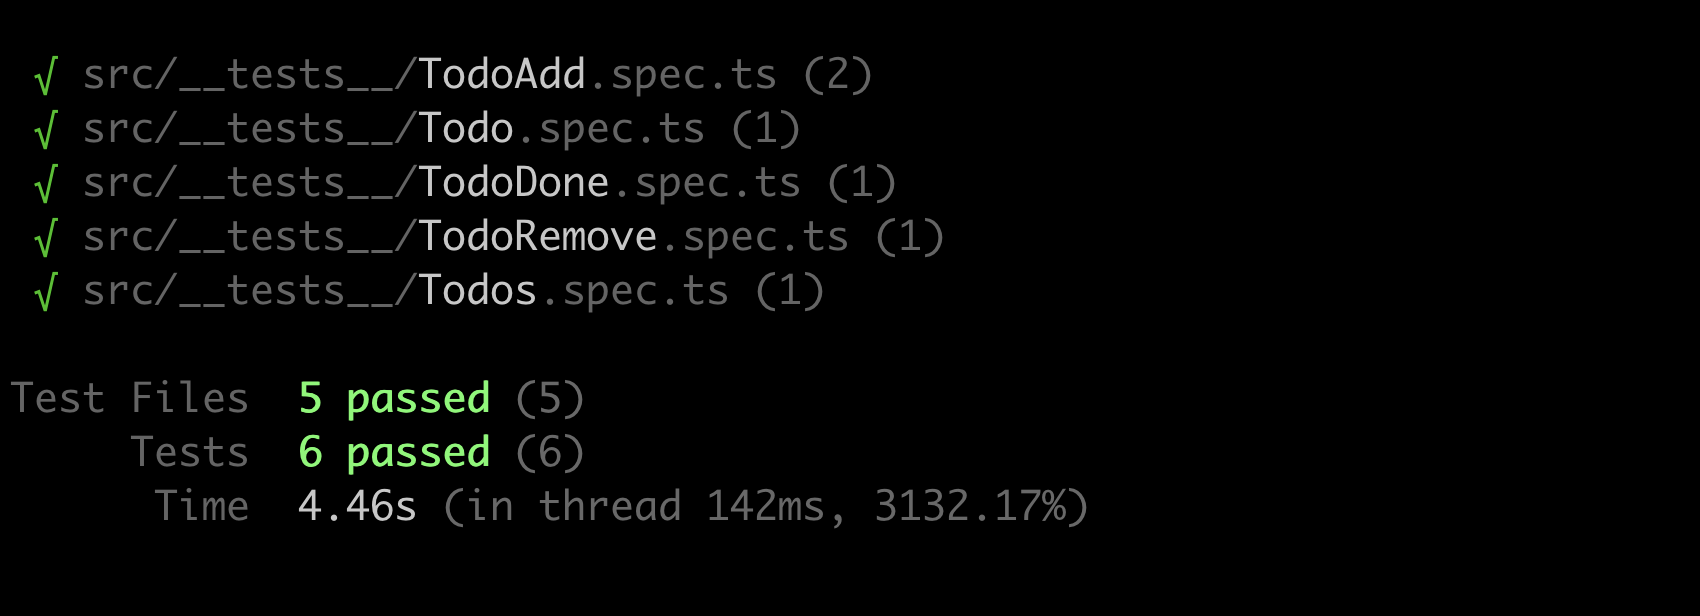 √ src/__tests__/TodoAdd.spec.ts (2)
√ src/__tests__/Todo.spec.ts (1)
√ src/__tests__/TodoDone.spec.ts (1)
√ src/__tests__/TodoRemove.spec.ts (1)
√ src/__tests__/Todos.spec.ts (1)
Test Files 5 passed (5)
Tests 6 passed (6)
Time 4.46s (in thread 142ms, 3132.17%)